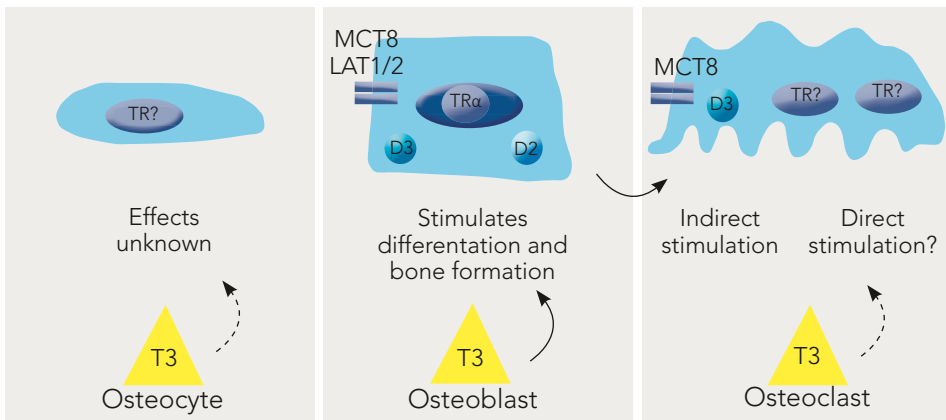 TR?
Effects
unknown
T3
Osteocyte
MCT8
LAT1/2
TRα
D3
D2
Stimulates
differentation and
bone formation
T3
Osteoblast
MCT8
D3
TR?
TR?
Indirect
stimulation
Direct
stimulation?
T3
Osteoclast